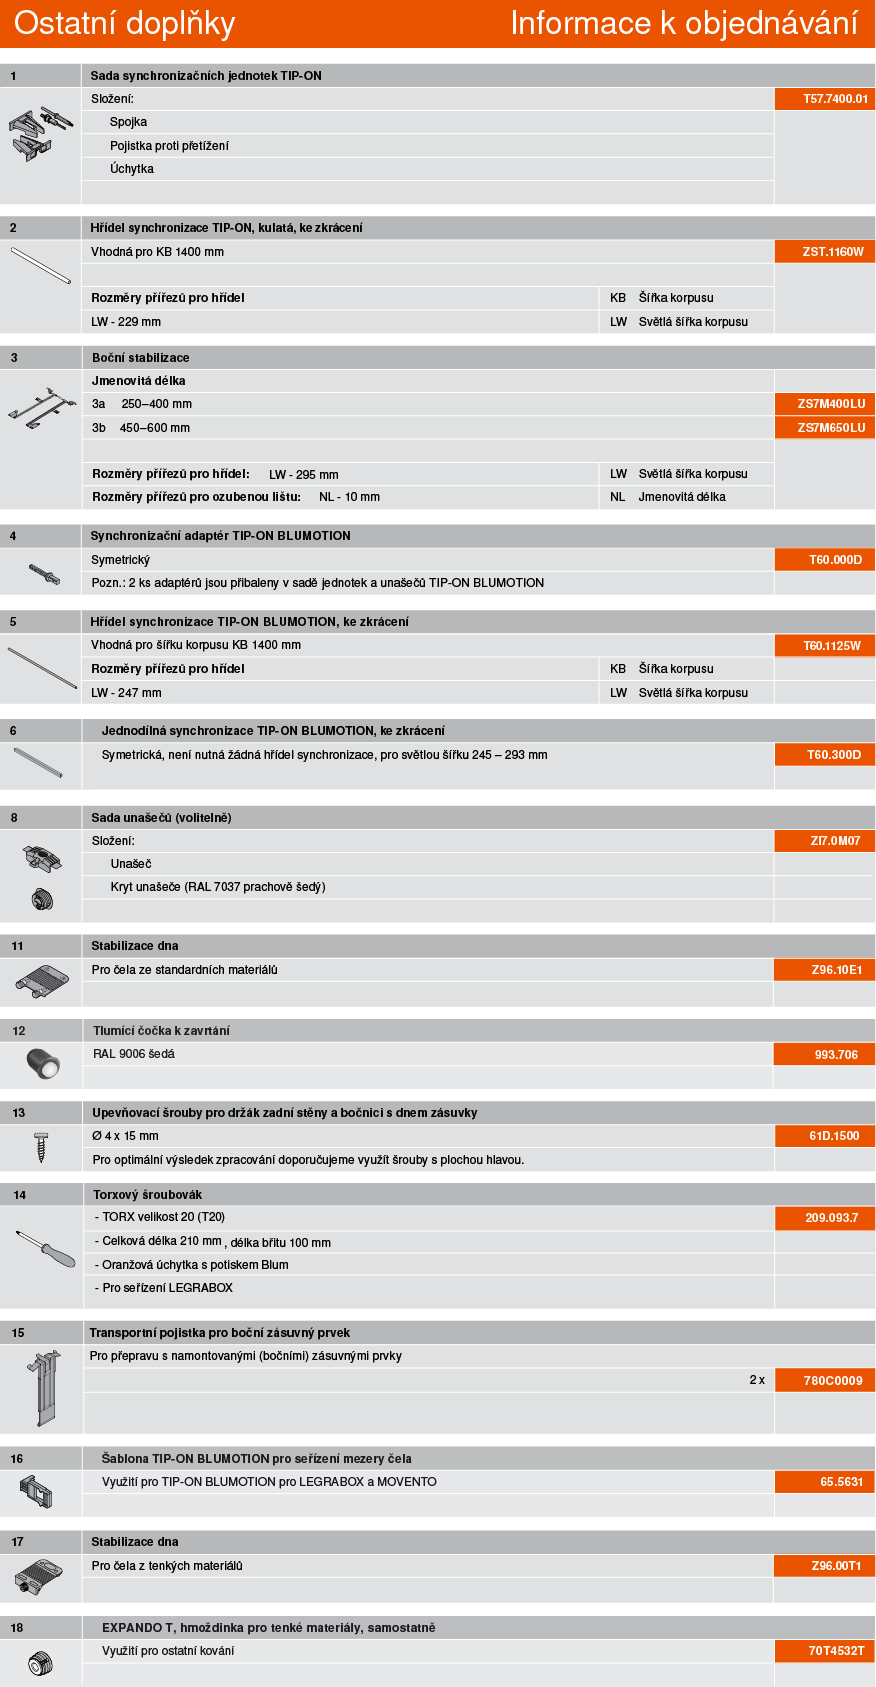 Ostatní doplňky Informace k objednávání
1 Sada synchronizačních jednotek TIP-ON
Složení: T57.7400.01
Spojka
Pojistka proti přetížení
Úchytka
2 Hřídel synchronizace TIP-ON, kulatá, ke zkrácení
Vhodná pro KB 1400 mm ZST.1160W
Rozměry přířezů pro hřídel KB Šířka korpusu
LW - 229 mm LW Světlá šířka korpusu
3 Boční stabilizace
Jmenovitá délka
3a 250–400 mm ZS7M400LU
3b 450–600 mm ZS7M650LU
Rozměry přířezů pro hřídel: LW - 295 mm LW Světlá šířka korpusu
Rozměry přířezů pro ozubenou lištu: NL - 10 mm NL Jmenovitá délka
4 Synchronizační adaptér TIP-ON BLUMOTION
Symetrický T60.000D
Pozn.: 2 ks adaptérů jsou přibaleny v sadě jednotek a unašečů TIP-ON BLUMOTION
5 Hřídel synchronizace TIP-ON BLUMOTION, ke zkrácení
Vhodná pro šířku korpusu KB 1400 mm T60.1125W
Rozměry přířezů pro hřídel KB Šířka korpusu
LW - 247 mm LW Světlá šířka korpusu
6 Jednodílná synchronizace TIP-ON BLUMOTION, ke zkrácení
Symetrická, není nutná žádná hřídel synchronizace, pro světlou šířku 245 – 293 mm T60.300D
8 Sada unašečů (volitelně)
Složení: ZI7.0M07
Unašeč
Kryt unašeče (RAL 7037 prachově šedý)
11 Stabilizace dna
Pro čela ze standardních materiálů Z96.10E1
12 Tlumící čočka k zavrtání
RAL 9006 šedá 993.706
13 Upevňovací šrouby pro držák zadní stěny a bočnici s dnem zásuvky
Ø 4 x 15 mm 61D.1500
Pro optimální výsledek zpracování doporučujeme využít šrouby s plochou hlavou.
14 Torxový šroubovák
- TORX velikost 20 (T20) 209.093.7
- Celková délka 210 mm , délka břitu 100 mm
- Oranžová úchytka s potiskem Blum
- Pro seřízení LEGRABOX
15 Transportní pojistka pro boční zásuvný prvek
Pro přepravu s namontovanými (bočními) zásuvnými prvky
2 x 780C0009
16 Šablona TIP-ON BLUMOTION pro seřízení mezery čela
Využití pro TIP-ON BLUMOTION pro LEGRABOX a MOVENTO 65.5631
17 Stabilizace dna
Pro čela z tenkých materiálů Z96.00T1
18 EXPANDO T, hmoždinka pro tenké materiály, samostatně
Využití pro ostatní kování 70T4532T